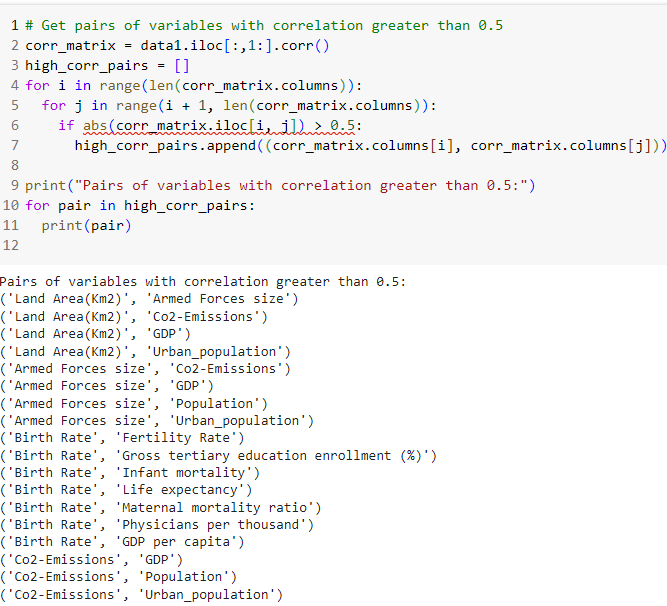 1 # Get pairs of variables with correlation greater than 0.5
2 corr_matrix = data1.iloc[:,1:].corr()
3 high_corr_pairs = []
4 for i in range(len(corr_matrix.columns)):
5   for j in range(i + 1, len(corr_matrix.columns)):
6     if abs(corr_matrix.iloc[i, j]) > 0.5:
7       high_corr_pairs.append((corr_matrix.columns[i], corr_matrix.columns[j]))
8
9 print("Pairs of variables with correlation greater than 0.5:")
10 for pair in high_corr_pairs:
11   print(pair)
12
Pairs of variables with correlation greater than 0.5:
('Land Area(Km2)', 'Armed Forces size')
('Land Area(Km2)', 'Co2-Emissions')
('Land Area(Km2)', 'GDP')
('Land Area(Km2)', 'Urban_population')
('Armed Forces size', 'Co2-Emissions')
('Armed Forces size', 'GDP')
('Armed Forces size', 'Population')
('Armed Forces size', 'Urban_population')
('Birth Rate', 'Fertility Rate')
('Birth Rate', 'Gross tertiary education enrollment (%)')
('Birth Rate', 'Infant mortality')
('Birth Rate', 'Life expectancy')
('Birth Rate', 'Maternal mortality ratio')
('Birth Rate', 'Physicians per thousand')
('Birth Rate', 'GDP per capita')
('Co2-Emissions', 'GDP')
('Co2-Emissions', 'Population')
('Co2-Emissions', 'Urban_population')